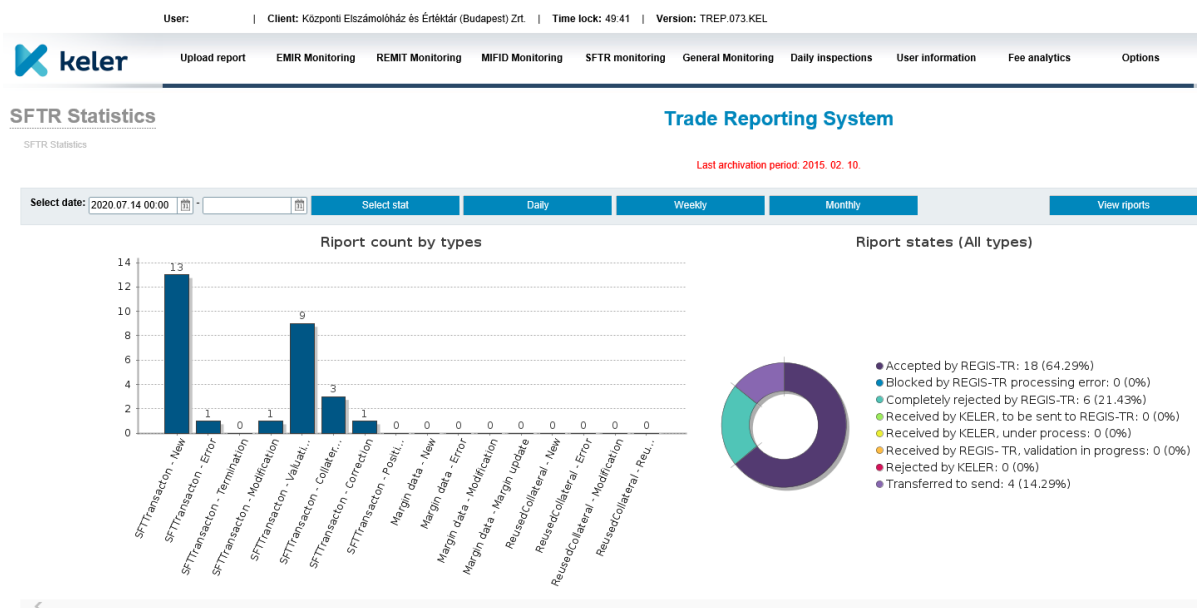 User: | Client: Központi Elszámolóház és Értéktár (Budapest) Zrt. | Time lock: 49:41 | Version: TREP.073.KEL
keler
Upload report EMIR Monitoring REMIT Monitoring MIFID Monitoring SFTR monitoring General Monitoring Daily inspections User information Fee analytics Options
SFTR Statistics
Trade Reporting System
SFTR Statistics
Last archivation period: 2015. 02. 10.
Select date: 2020.07.14 00:00 - Select stat Daily Weekly Monthly View riports
Riport count by types
14
12
10
8
6
4
2
0
13
1
0
1
9
3
1
0
0
0
0
0
0
0
0
0
SFTTransacton - New
SFTTransacton - Error
SFTTransacton - Termination
SFTTransacton - Modification
SFTTransacton - Valuati...
SFTTransacton - Collater...
SFTTransacton - Correction
SFTTransacton - Positi...
Margin data - New
Margin data - Error
Margin data - Modification
Margin data - Margin update
ReusedCollateral - New
ReusedCollateral - Error
ReusedCollateral - Modification
ReusedCollateral - Reu...
Riport states (All types)
Accepted by REGIS-TR: 18 (64.29%)
Blocked by REGIS-TR processing error: 0 (0%)
Completely rejected by REGIS-TR: 6 (21.43%)
Received by KELER, to be sent to REGIS-TR: 0 (0%)
Received by KELER, under process: 0 (0%)
Received by REGIS- TR, validation in progress: 0 (0%)
Rejected by KELER: 0 (0%)
Transferred to send: 4 (14.29%)